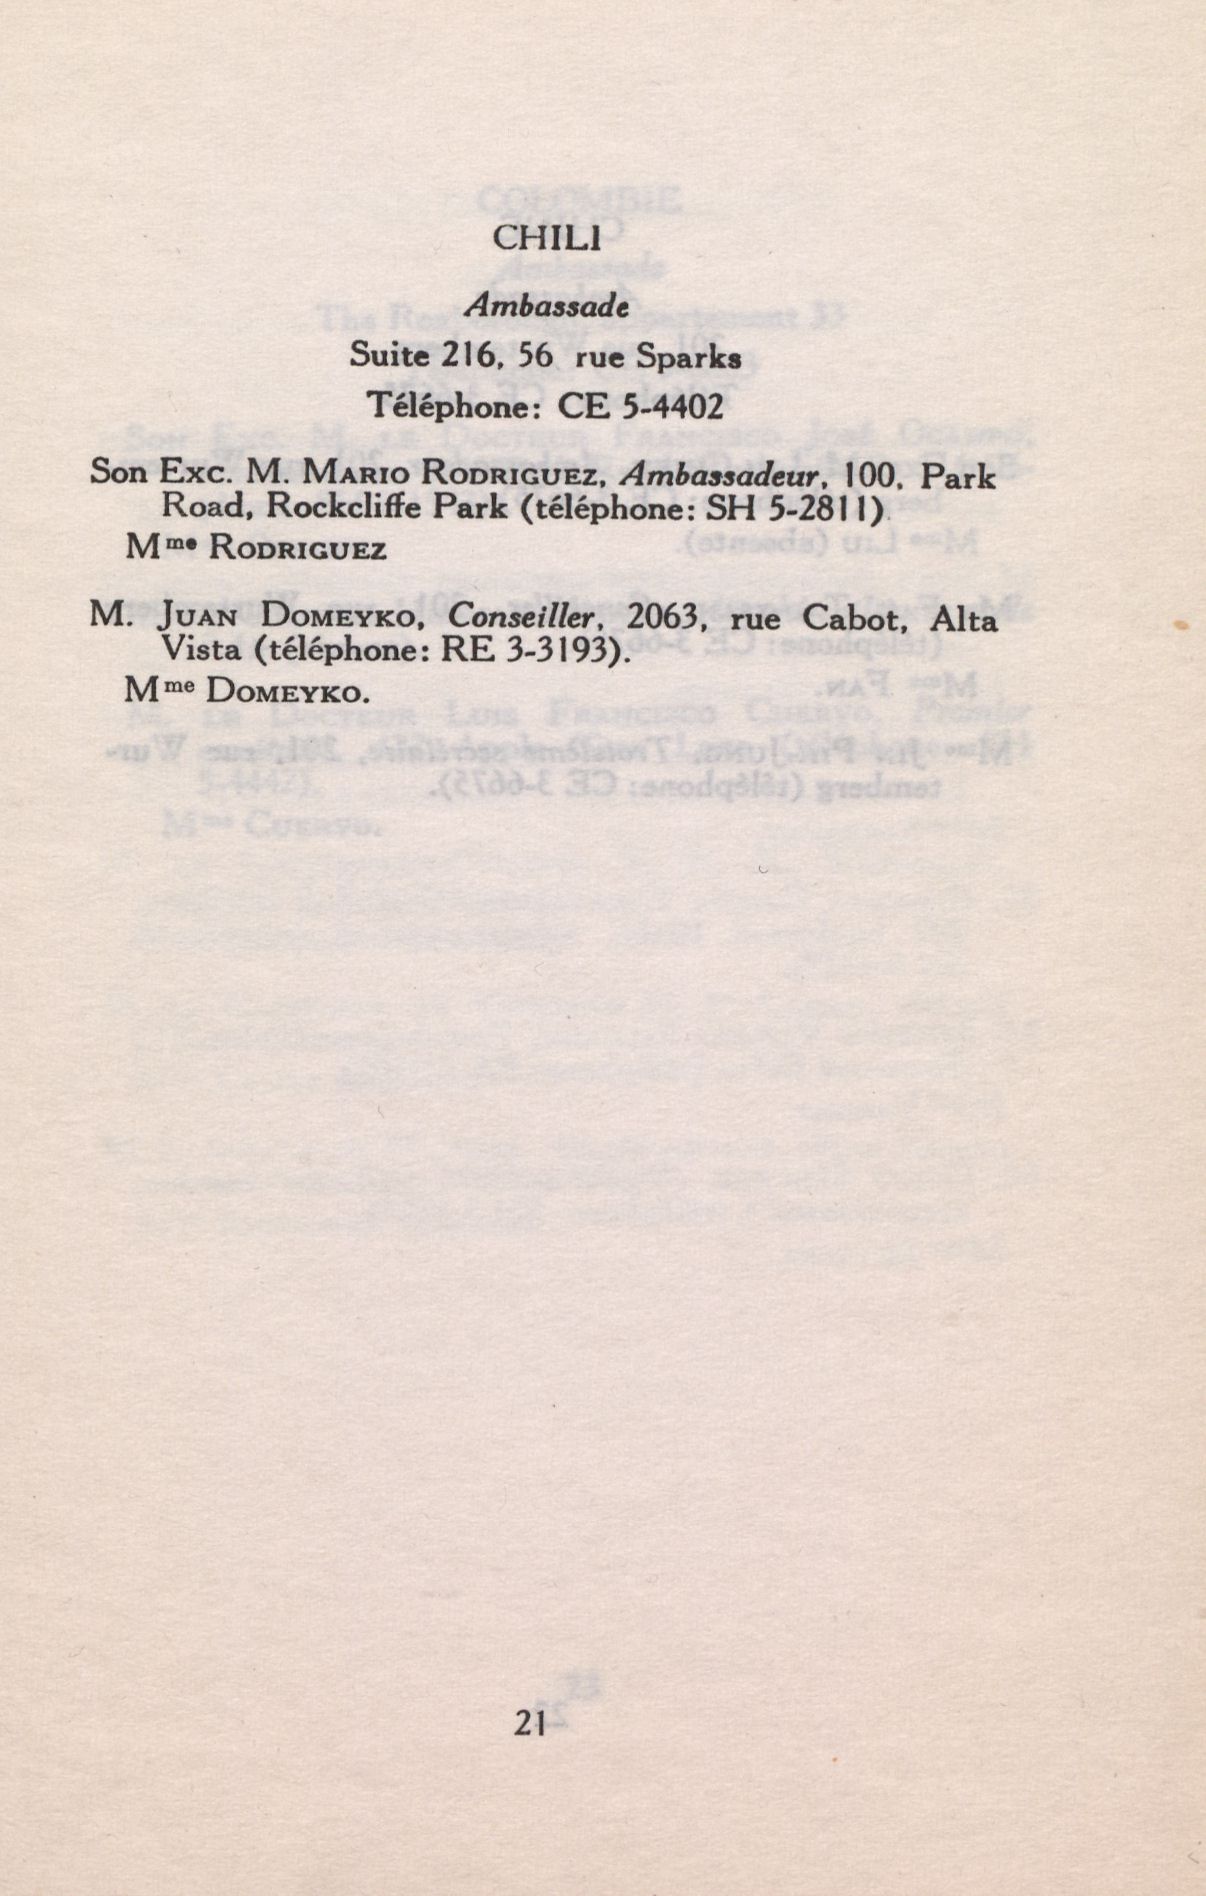 CHILI
Ambassade
Suite 216, 56 rue Sparks
Téléphone: CE 5-4402
Son Exc. M. Mario Rodriguez, Ambassadeur, 100, Park
Road, Rockcliffe Park (téléphone: SH 5-2811).
Mme Rodriguez
M. Juan Domeyko, Conseiller, 2063, rue Cabot, Alta
Vista (téléphone: RE 3-3193).
Mme Domeyko.
21